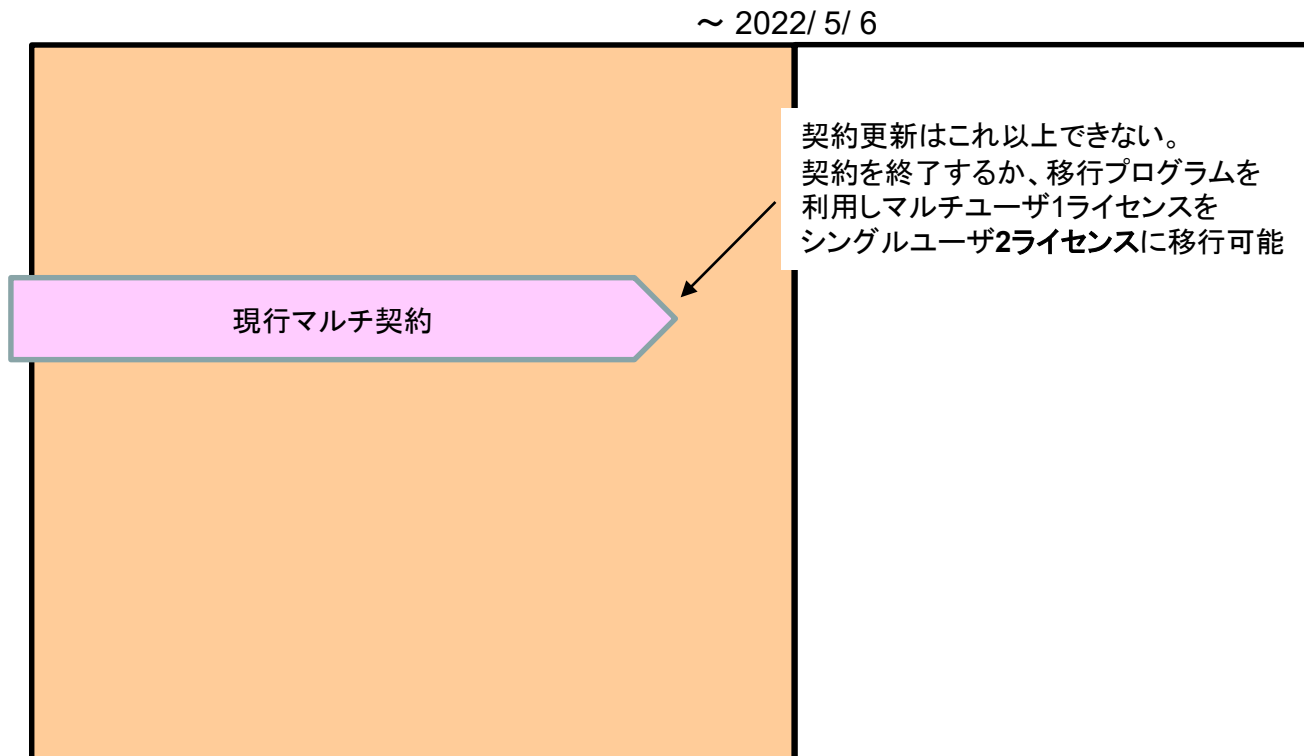 ～ 2022/ 5/ 6
契約更新はこれ以上できない。
契約を終了するか、移行プログラムを
利用しマルチユーザ1ライセンスを
シングルユーザ2ライセンスに移行可能
現行マルチ契約